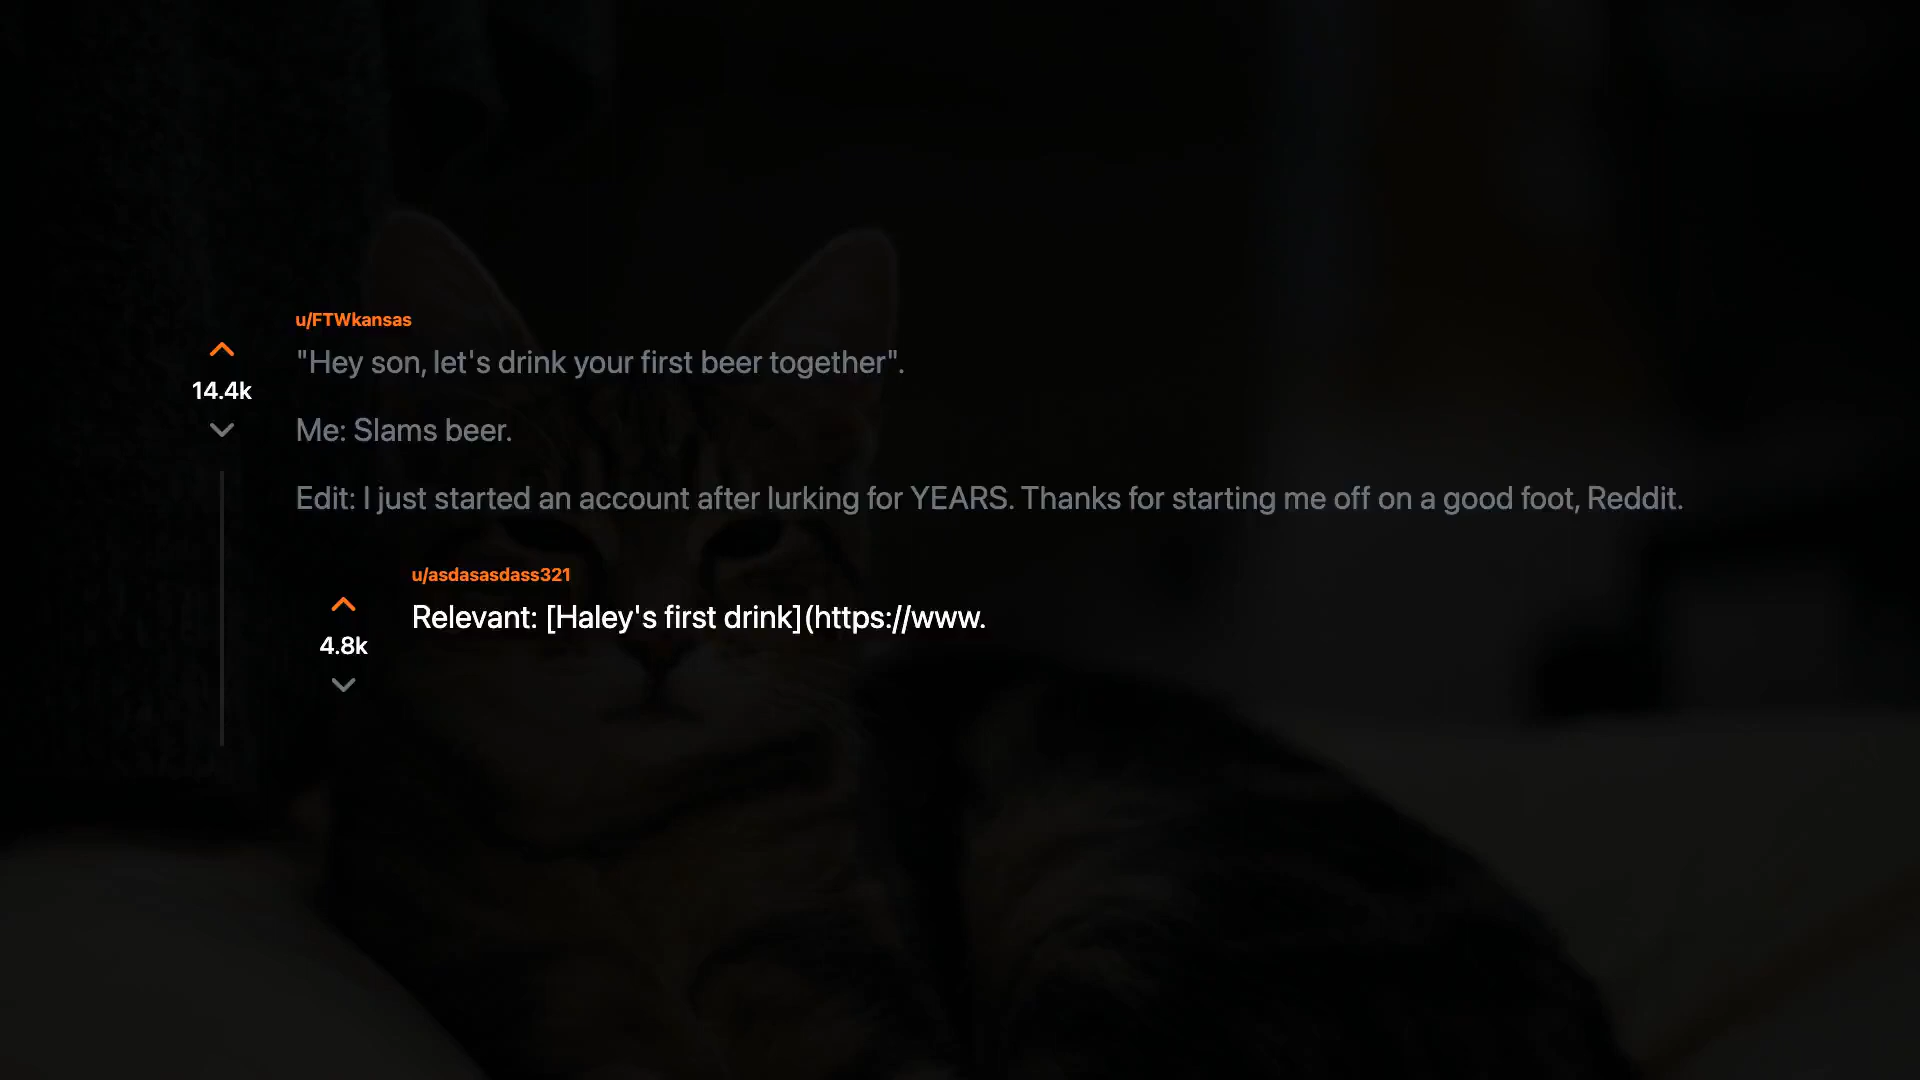 u/FTWkansas
"Hey son, let's drink your first beer together".
14.4k
Me: Slams beer.
Edit: I just started an account after lurking for YEARS. Thanks for starting me off on a good foot, Reddit.
u/asdasasdass321
Relevant: [Haley's first drink](https://www.
4.8k